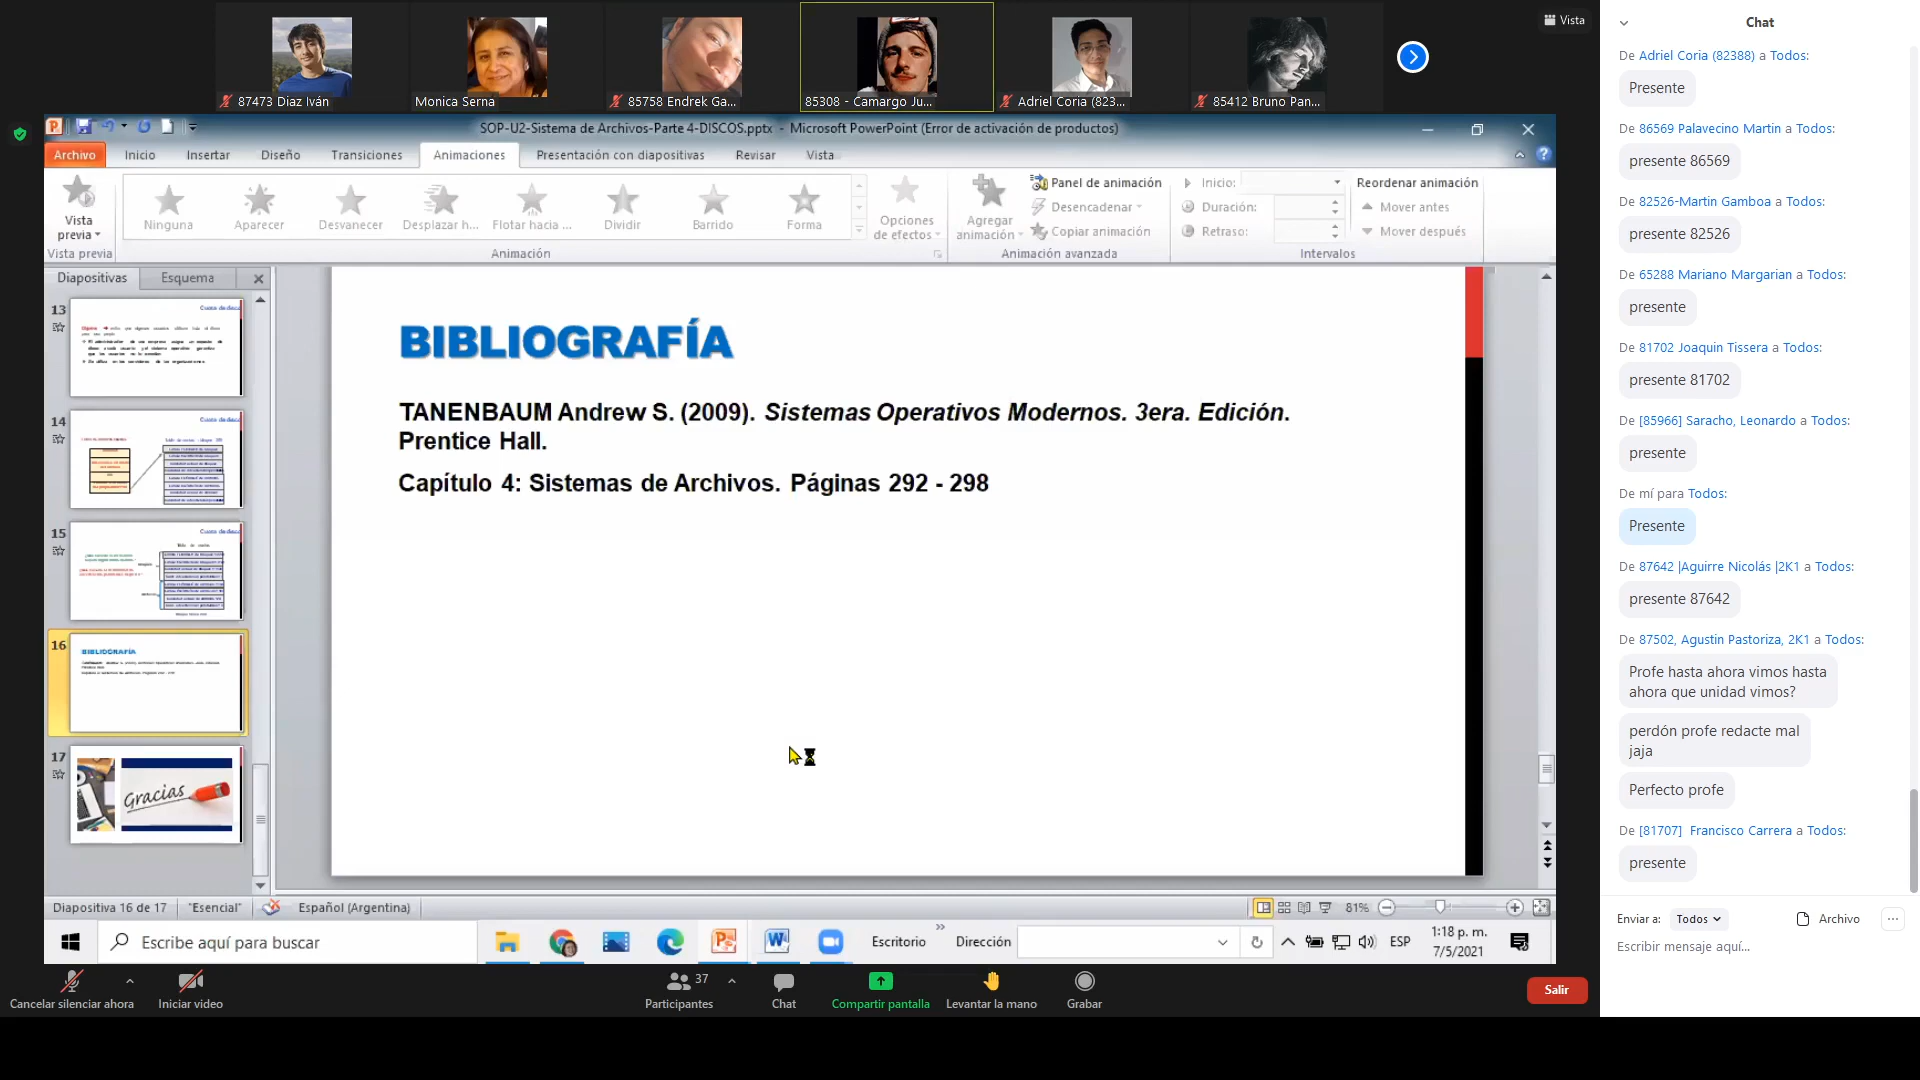 Vista
87473 Diaz Iván
Monica Serna
85758 Endrek Ga...
85308 - Camargo Ju...
Adriel Coria (823...
85412 Bruno Pan...
SOP-U2-Sistema de Archivos-Parte 4-DISCOS.pptx - Microsoft PowerPoint (Error de activación de productos)
Archivo Inicio Insertar Diseño Transiciones Animaciones Presentación con diapositivas Revisar Vista
Vista previa
Vista previa
Ninguna Aparecer Desvanecer Desplazar h... Flotar hacia ... Dividir Barrido Forma
Animación
Opciones de efectos
Agregar animación
Panel de animación
Desencadenar
Copiar animación
Animación avanzada
Inicio:
Duración:
Retraso:
Reordenar animación
Mover antes
Mover después
Intervalos
Diapositivas Esquema
13
14
15
16
BIBLIOGRAFÍA
17
Gracias
BIBLIOGRAFÍA
TANENBAUM Andrew S. (2009). Sistemas Operativos Modernos. 3era. Edición.
Prentice Hall.
Capítulo 4: Sistemas de Archivos. Páginas 292 - 298
Diapositiva 16 de 17 "Esencial" Español (Argentina) 81%
Escribe aquí para buscar
Escritorio » Dirección
ESP
1:18 p. m.
7/5/2021
Cancelar silenciar ahora
Iniciar video
37
Participantes
Chat
Compartir pantalla
Levantar la mano
Grabar
Salir
Chat
De Adriel Coria (82388) a Todos:
Presente
De 86569 Palavecino Martin a Todos:
presente 86569
De 82526-Martin Gamboa a Todos:
presente 82526
De 65288 Mariano Margarian a Todos:
presente
De 81702 Joaquin Tissera a Todos:
presente 81702
De [85966] Saracho, Leonardo a Todos:
presente
De mí para Todos:
Presente
De 87642 |Aguirre Nicolás |2K1 a Todos:
presente 87642
De 87502, Agustin Pastoriza, 2K1 a Todos:
Profe hasta ahora vimos hasta
ahora que unidad vimos?
perdón profe redacte mal
jaja
Perfecto profe
De [81707] Francisco Carrera a Todos:
presente
Enviar a: Todos
Archivo
Escribir mensaje aquí...